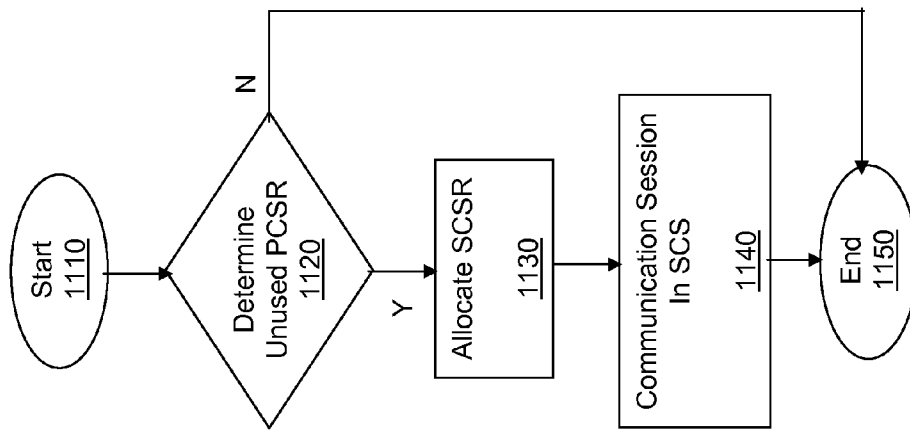 Start
1110
Determine
Unused PCSR
1120
N
Y
Allocate SCSR
1130
Communication Session
In SCS
1140
End
1150